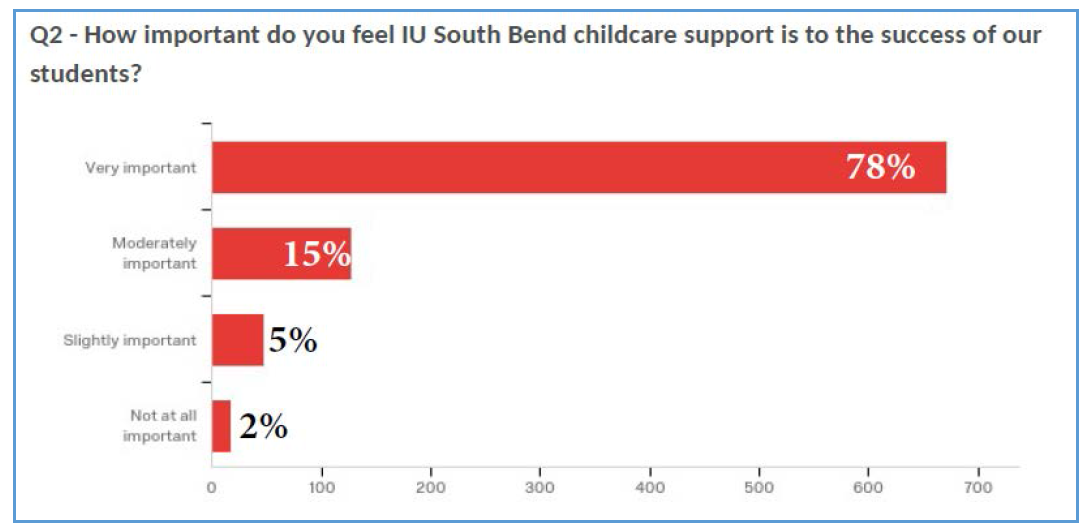 Q2 - How important do you feel IU South Bend childcare support is to the success of our
students?
Very important
78%
Moderately
important
15%
Slightly important
5%
Not at all
important
2%
0 100 200 300 400 500 600 700